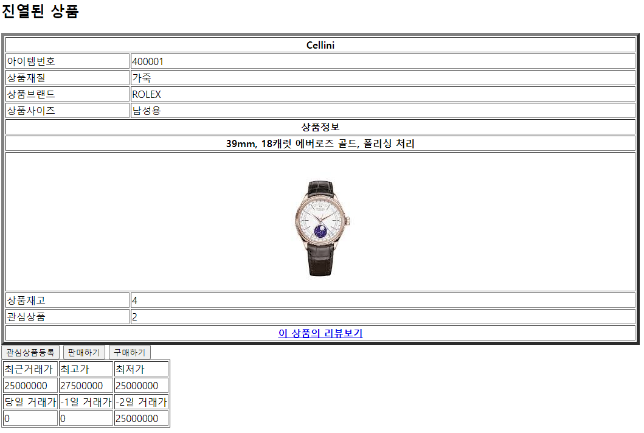 진열된 상품
Cellini
아이템번호 400001
상품재질 가죽
상품브랜드 ROLEX
상품사이즈 남성용
상품정보
39mm, 18캐럿 에버로즈 골드, 폴리싱 처리
상품재고 4
관심상품 2
이 상품의 리뷰보기
관심상품등록 판매하기 구매하기
최근거래가 최고가 최저가
25000000 27500000 25000000
당일 거래가 -1일 거래가 -2일 거래가
0 0 25000000